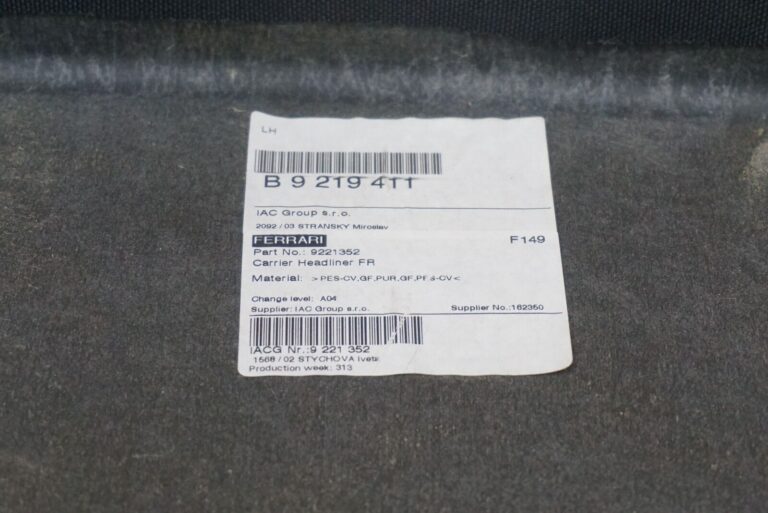 LH
B 9 219 411
IAC Group s.r.o.
2092 / 03 STRANSKY Miroslav
FERRARI F149
Part No.: 9221352
Carrier Headliner FR
Material: >PES-CV,GF,PUR,GF,PF,s-CV<
Change level: A04
Supplier: IAC Group s.r.o. Supplier No.:162350
IACG Nr.:9 221 352
1568 / 02 STYCHOVA Iveta
Production week: 313